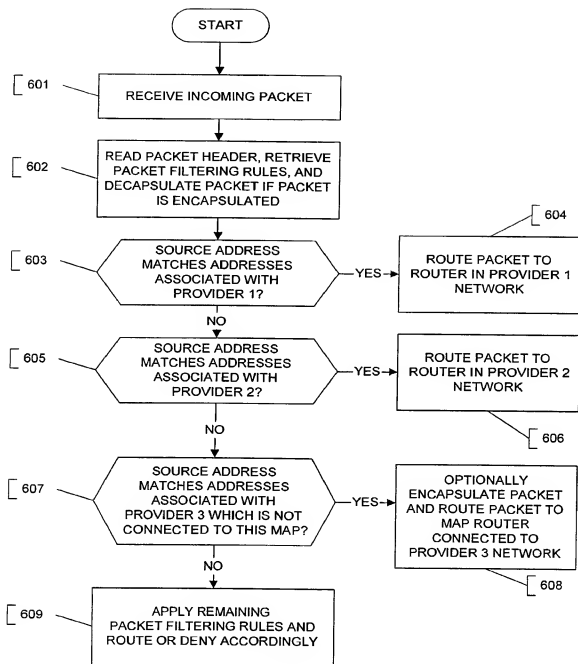 START
601
RECEIVE INCOMING PACKET
602
READ PACKET HEADER, RETRIEVE
PACKET FILTERING RULES, AND
DECAPSULATE PACKET IF PACKET
IS ENCAPSULATED
603
SOURCE ADDRESS
MATCHES ADDRESSES
ASSOCIATED WITH
PROVIDER 1?
YES
604
ROUTE PACKET TO
ROUTER IN PROVIDER 1
NETWORK
NO
605
SOURCE ADDRESS
MATCHES ADDRESSES
ASSOCIATED WITH
PROVIDER 2?
YES
ROUTE PACKET TO
ROUTER IN PROVIDER 2
NETWORK
606
NO
607
SOURCE ADDRESS
MATCHES ADDRESSES
ASSOCIATED WITH
PROVIDER 3 WHICH IS NOT
CONNECTED TO THIS MAP?
YES
OPTIONALLY
ENCAPSULATE PACKET
AND ROUTE PACKET TO
MAP ROUTER
CONNECTED TO
PROVIDER 3 NETWORK
608
NO
609
APPLY REMAINING
PACKET FILTERING RULES AND
ROUTE OR DENY ACCORDINGLY